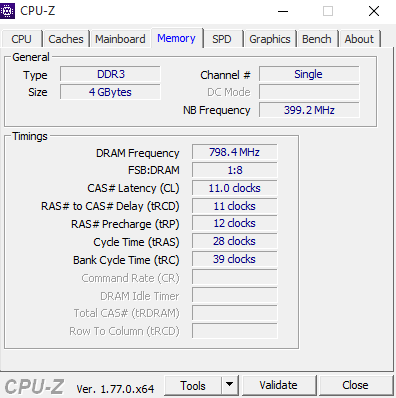 CPU-Z
CPU Caches Mainboard Memory SPD Graphics Bench About
General
Type DDR3 Channel # Single
Size 4 GBytes DC Mode
NB Frequency 399.2 MHz
Timings
DRAM Frequency 798.4 MHz
FSB:DRAM 1:8
CAS# Latency (CL) 11.0 clocks
RAS# to CAS# Delay (tRCD) 11 clocks
RAS# Precharge (tRP) 12 clocks
Cycle Time (tRAS) 28 clocks
Bank Cycle Time (tRC) 39 clocks
Command Rate (CR)
DRAM Idle Timer
Total CAS# (tRDRAM)
Row To Column (tRCD)
CPU-Z Ver. 1.77.0.x64 Tools Validate Close